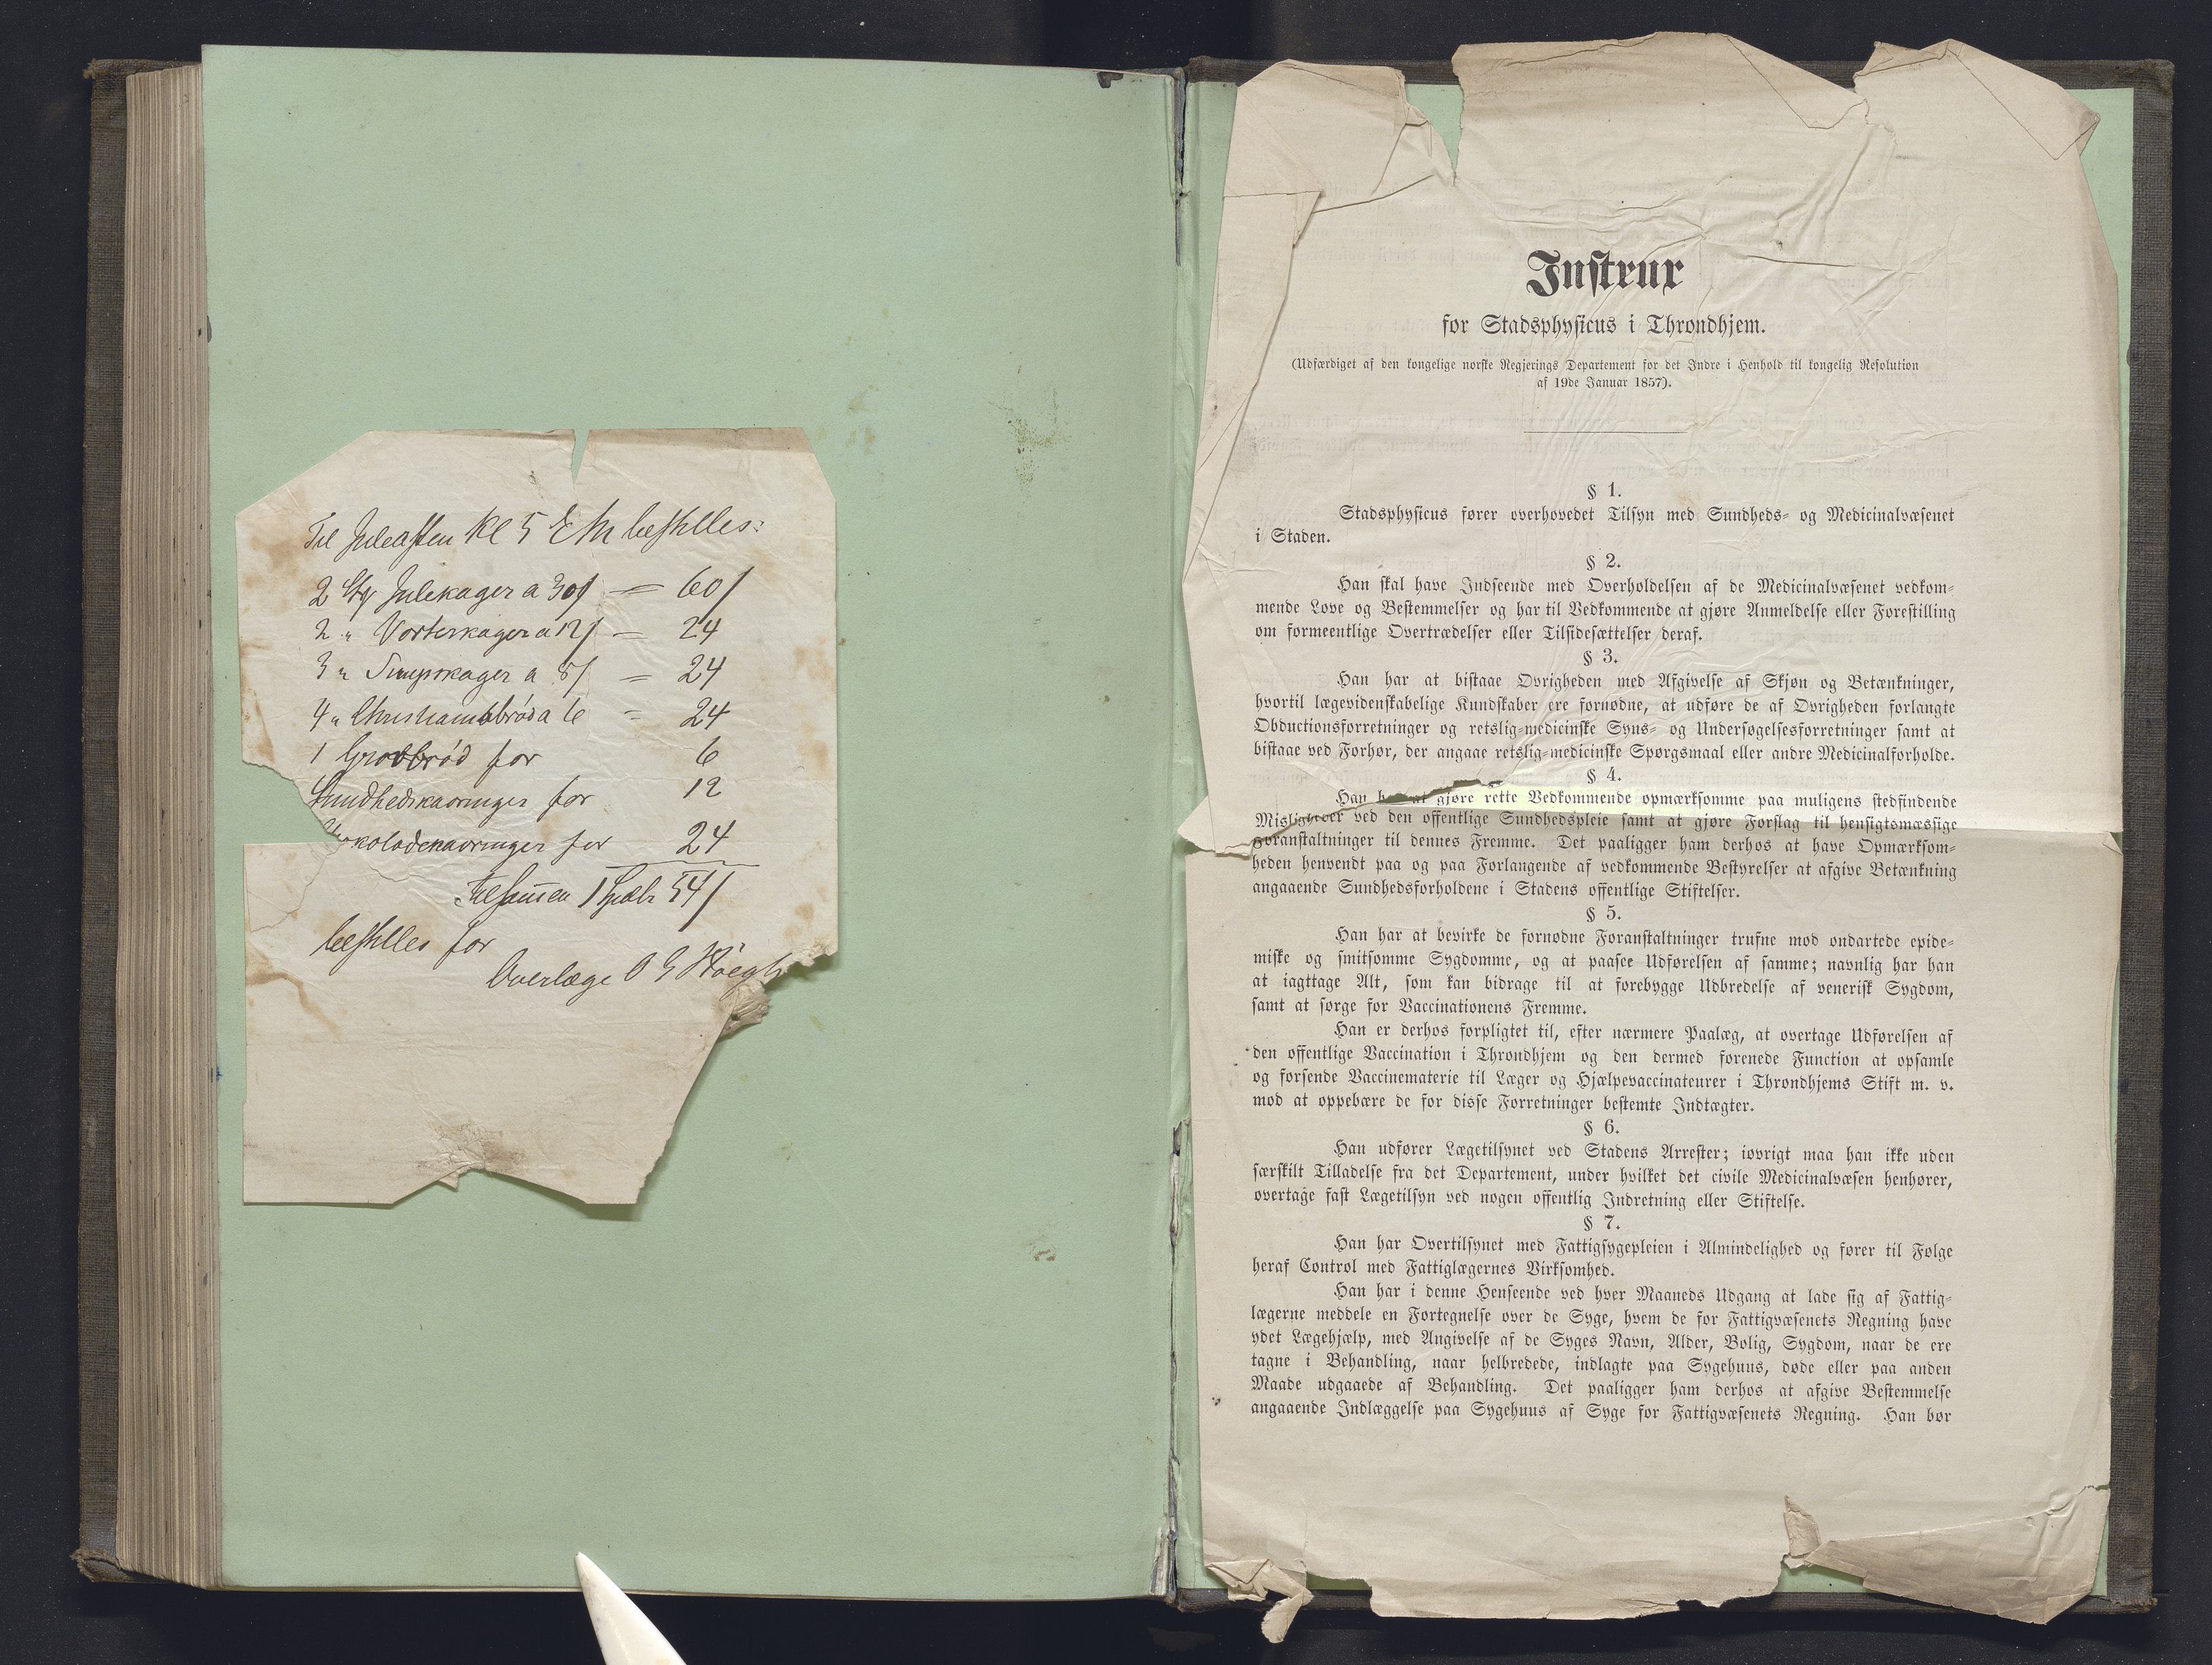 Til Juleaften Kl 5 E M bestilles:
2 Stk Julekager a 30 ſ = 60 ſ
2 " Vørterkager a 12 ſ = 24
3 " Sirupskager a 8 ſ = 24
4 " Christianiabrød a 6 = 24
1 Grovbrød for 6
Sundhedskavringer for 12
kolodekavringer for 24
Tilsamen 1 Spdlr 54 ſ
bestilles for
Overlæge O G Høegh
Instrux
for Stadsphysicus i Throndhjem.
(Udfærdiget af den kongelige norske Regjerings Departement for det Indre i Henhold til kongelig Resolution
af 19de Januar 1857).
§ 1.
Stadsphysicus fører overhovedet Tilsyn med Sundheds- og Medicinalvæsenet
i Staden.
§ 2.
Han skal have Indseende med Overholdelsen af de Medicinalvæsenet vedkom-
mende Love og Bestemmelser og har til Vedkommende at gjøre Anmeldelse eller Forestilling
om formeentlige Overtrædelser eller Tilsidesættelser deraf.
§ 3.
Han har at bistaae Øvrigheden med Afgivelse af Skjøn og Betænkninger,
hvortil lægevidenskabelige Kundskaber ere fornødne, at udføre de af Øvrigheden forlangte
Obductionsforretninger og retslig-medicinske Syns- og Undersøgelsesforretninger samt at
bistaae ved Forhør, der angaae retslig-medicinske Spørgsmaal eller andre Medicinalforholde.
§ 4.
Han har at gjøre rette Vedkommende opmærksomme paa muligens stedfindende
Misligheder ved den offentlige Sundhedspleie samt at gjøre Forslag til hensigtsmæssige
Foranstaltninger til dennes Fremme. Det paaligger ham derhos at have Opmærksom-
heden henvendt paa og paa Forlangende af vedkommende Bestyrelser at afgive Betænkning
angaaende Sundhedsforholdene i Stadens offentlige Stiftelser.
§ 5.
Han har at bevirke de fornødne Foranstaltninger trufne mod ondartede epide-
miske og smitsomme Sygdomme, og at paasee Udførelsen af samme; navnlig har han
at iagttage Alt, som kan bidrage til at forebygge Udbredelse af venerisk Sygdom,
samt at sørge for Vaccinationens Fremme.
Han er derhos forpligtet til, efter nærmere Paalæg, at overtage Udførelsen af
den offentlige Vaccination i Throndhjem og den dermed forenede Function at opsamle
og forsende Vaccinematerie til Læger og Hjælpevaccinateurer i Throndhjems Stift m. v.
mod at oppebære de for disse Forretninger bestemte Indtægter.
§ 6.
Han udfører Lægetilsynet ved Stadens Arrester; iøvrigt maa han ikke uden
særskilt Tilladelse fra det Departement, under hvilket det civile Medicinalvæsen henhører,
overtage fast Lægetilsyn ved nogen offentlig Indretning eller Stiftelse.
§ 7.
Han har Overtilsynet med Fattigsygepleien i Almindelighed og fører til Følge
heraf Control med Fattiglægernes Virksomhed.
Han har i denne Henseende ved hver Maaneds Udgang at lade sig af Fattig-
lægerne meddele en Fortegnelse over de Syge, hvem de for Fattigvæsenets Regning have
ydet Lægehjælp, med Angivelse af de Syges Navn, Alder, Bolig, Sygdom, naar de ere
tagne i Behandling, naar helbredede, indlagte paa Sygehuus, døde eller paa anden
Maade udgaaede af Behandling. Det paaligger ham derhos at afgive Bestemmelse
angaaende Indlæggelse paa Sygehuus af Syge for Fattigvæsenets Regning. Han bør